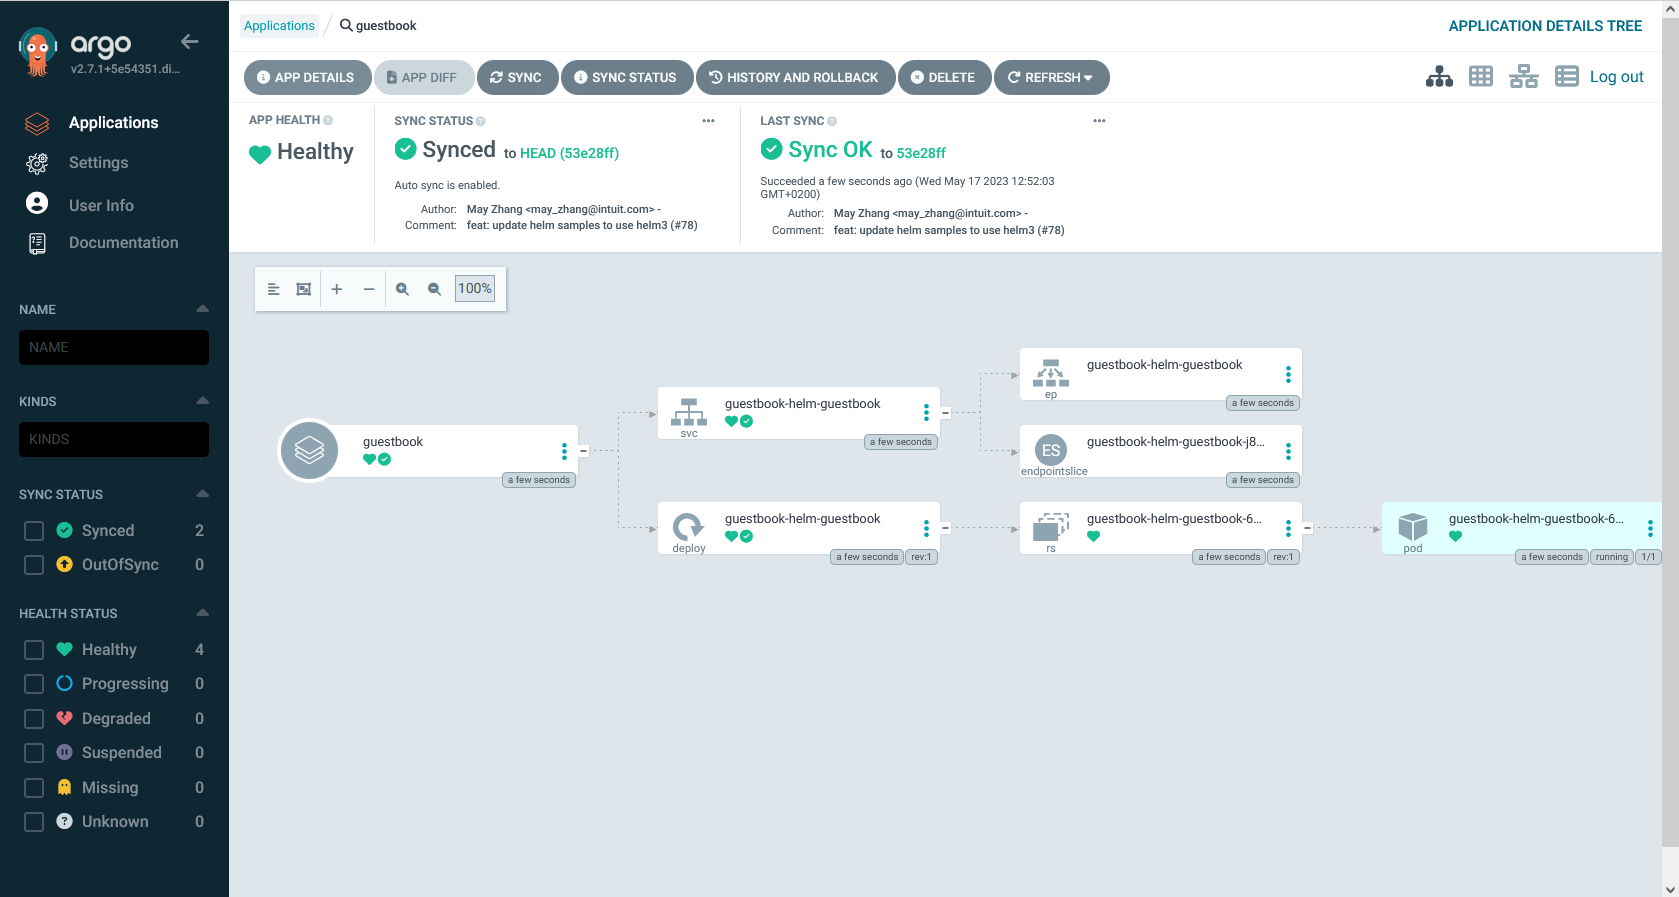 Applications / guestbook
APPLICATION DETAILS TREE
argo
v2.7.1+5e54351.di...
Applications
Settings
User Info
Documentation
NAME
NAME
KINDS
KINDS
SYNC STATUS
Synced 2
OutOfSync 0
HEALTH STATUS
Healthy 4
Progressing 0
Degraded 0
Suspended 0
Missing 0
Unknown 0
APP DETAILS
APP DIFF
SYNC
SYNC STATUS
HISTORY AND ROLLBACK
DELETE
REFRESH
Log out
APP HEALTH
Healthy
SYNC STATUS
Synced to HEAD (53e28ff)
Auto sync is enabled.
Author: May Zhang <may_zhang@intuit.com> -
Comment: feat: update helm samples to use helm3 (#78)
LAST SYNC
Sync OK to 53e28ff
Succeeded a few seconds ago (Wed May 17 2023 12:52:03
GMT+0200)
Author: May Zhang <may_zhang@intuit.com> -
Comment: feat: update helm samples to use helm3 (#78)
100%
guestbook
a few seconds
guestbook-helm-guestbook
svc
a few seconds
guestbook-helm-guestbook
ep
a few seconds
ES
guestbook-helm-guestbook-j8...
endpointslice
a few seconds
guestbook-helm-guestbook
deploy
a few seconds rev:1
guestbook-helm-guestbook-6...
rs
a few seconds rev:1
guestbook-helm-guestbook-6...
pod
a few seconds running 1/1